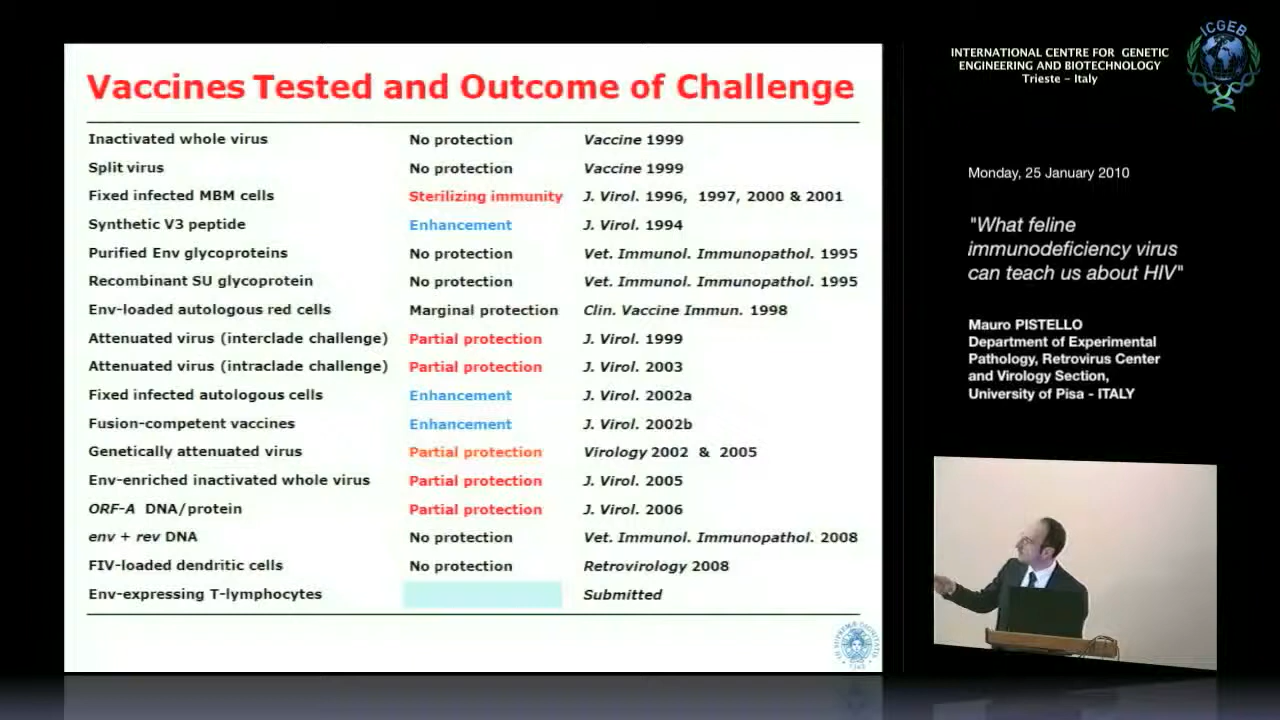 Vaccines Tested and Outcome of Challenge
Inactivated whole virus No protection Vaccine 1999
Split virus No protection Vaccine 1999
Fixed infected MBM cells Sterilizing immunity J. Virol. 1996, 1997, 2000 & 2001
Synthetic V3 peptide Enhancement J. Virol. 1994
Purified Env glycoproteins No protection Vet. Immunol. Immunopathol. 1995
Recombinant SU glycoprotein No protection Vet. Immunol. Immunopathol. 1995
Env-loaded autologous red cells Marginal protection Clin. Vaccine Immun. 1998
Attenuated virus (interclade challenge) Partial protection J. Virol. 1999
Attenuated virus (intraclade challenge) Partial protection J. Virol. 2003
Fixed infected autologous cells Enhancement J. Virol. 2002a
Fusion-competent vaccines Enhancement J. Virol. 2002b
Genetically attenuated virus Partial protection Virology 2002 & 2005
Env-enriched inactivated whole virus Partial protection J. Virol. 2005
ORF-A DNA/protein Partial protection J. Virol. 2006
env + rev DNA No protection Vet. Immunol. Immunopathol. 2008
FIV-loaded dendritic cells No protection Retrovirology 2008
Env-expressing T-lymphocytes Submitted
INTERNATIONAL CENTRE FOR GENETIC
ENGINEERING AND BIOTECHNOLOGY
Trieste - Italy
ICGEB
Monday, 25 January 2010
"What feline
immunodeficiency virus
can teach us about HIV"
Mauro PISTELLO
Department of Experimental
Pathology, Retrovirus Center
and Virology Section,
University of Pisa - ITALY